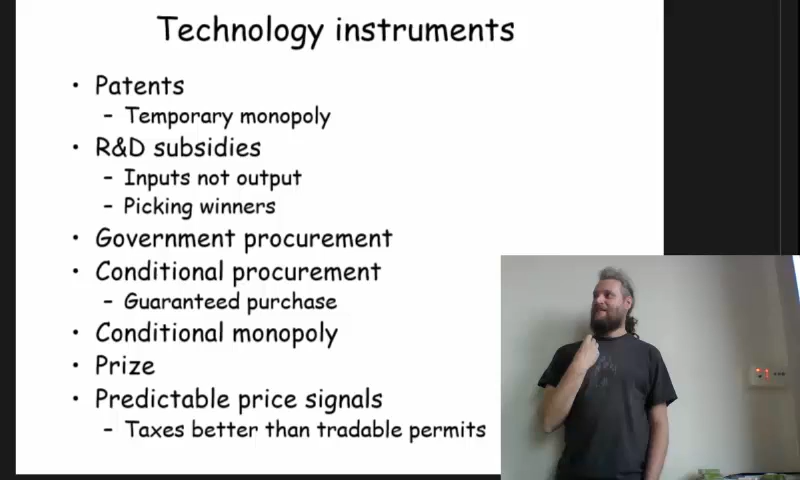 Technology instruments
• Patents
– Temporary monopoly
• R&D subsidies
– Inputs not output
– Picking winners
• Government procurement
• Conditional procurement
– Guaranteed purchase
• Conditional monopoly
• Prize
• Predictable price signals
– Taxes better than tradable permits